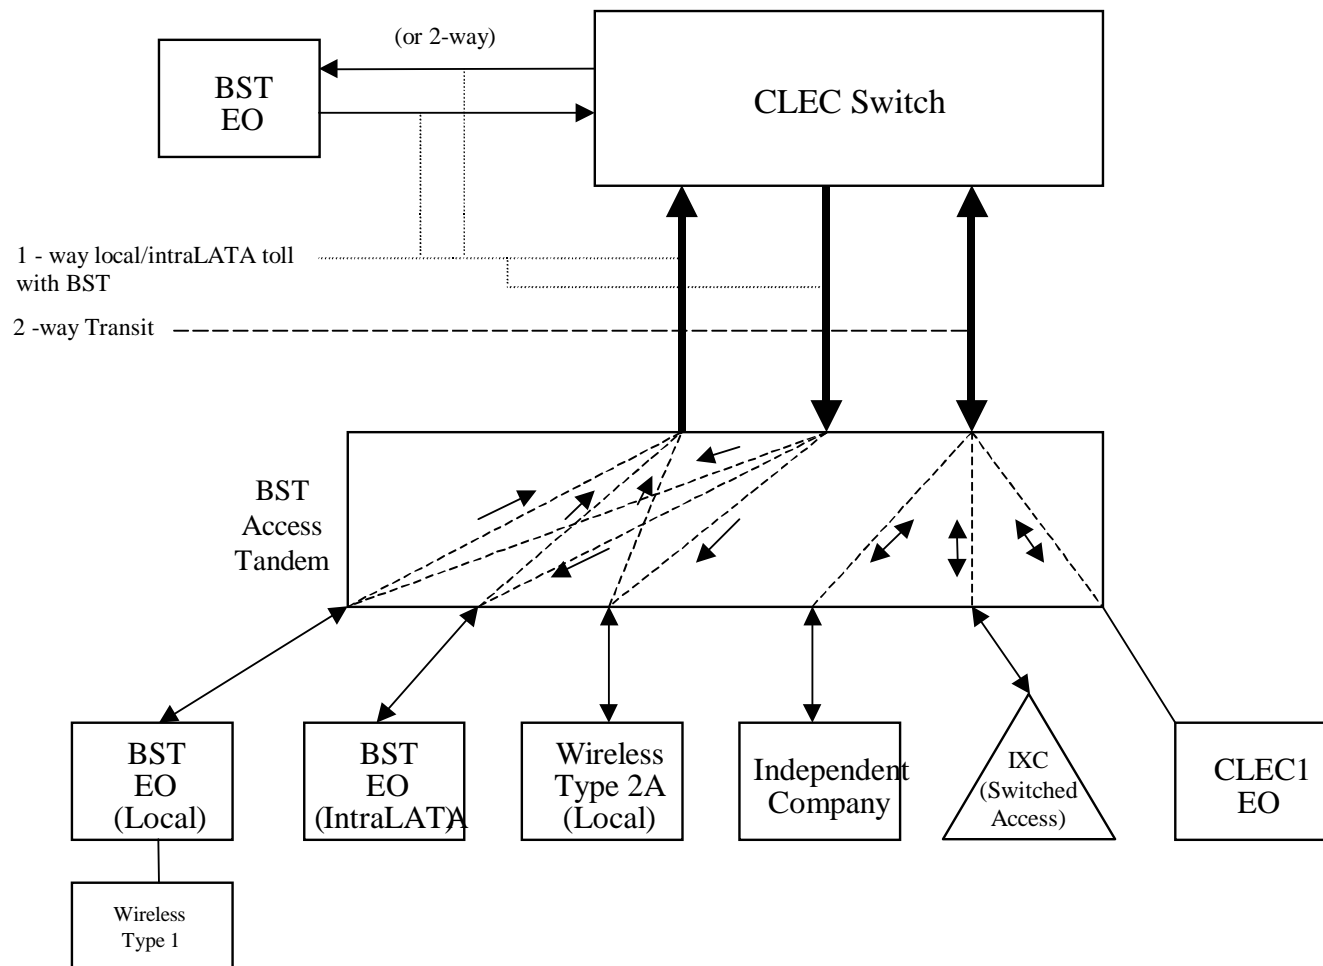 (or 2-way)
BST
EO
CLEC Switch
1 - way local/intraLATA toll
with BST
2 -way Transit
BST
Access
Tandem
BST
EO
(Local)
BST
EO
(IntraLATA)
Wireless
Type 2A
(Local)
Independent
Company
IXC
(Switched
Access)
CLEC1
EO
Wireless
Type 1